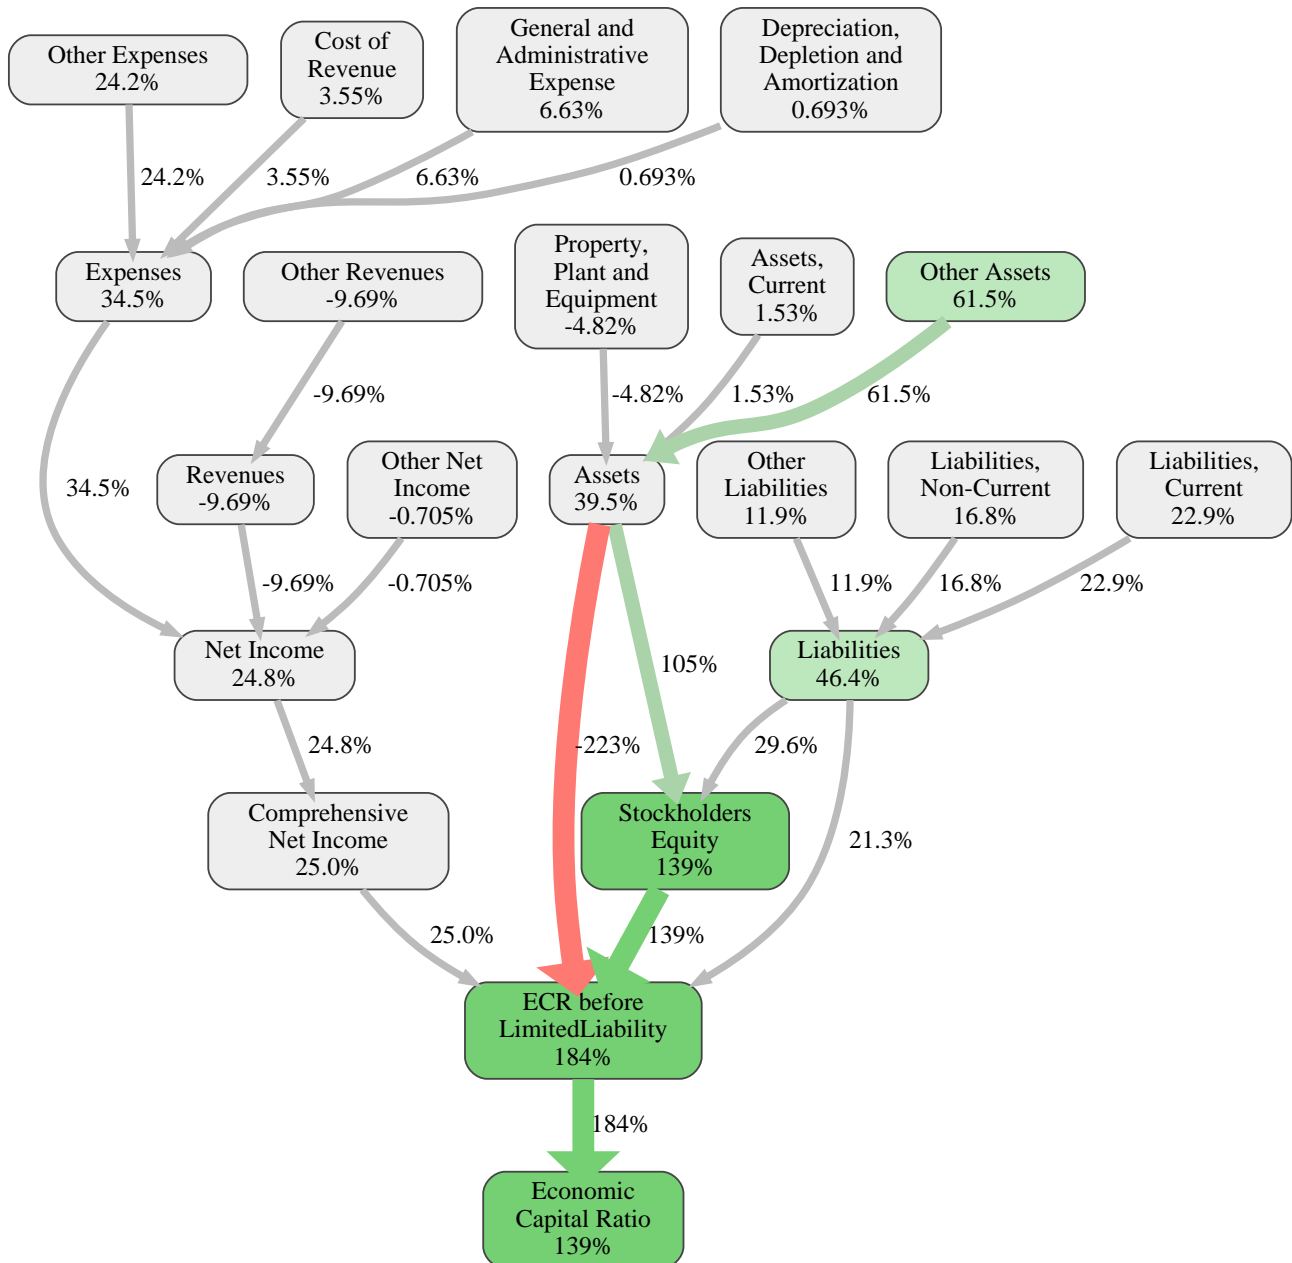 Other Expenses
24.2%
Cost of
Revenue
3.55%
General and
Administrative
Expense
6.63%
Depreciation,
Depletion and
Amortization
0.693%
24.2%
3.55%
6.63%
0.693%
Expenses
34.5%
Other Revenues
-9.69%
Property,
Plant and
Equipment
-4.82%
Assets,
Current
1.53%
Other Assets
61.5%
-9.69%
-4.82%
1.53%
61.5%
34.5%
Revenues
-9.69%
Other Net
Income
-0.705%
Assets
39.5%
Other
Liabilities
11.9%
Liabilities,
Non-Current
16.8%
Liabilities,
Current
22.9%
-9.69%
-0.705%
11.9%
16.8%
22.9%
Net Income
24.8%
105%
Liabilities
46.4%
24.8%
-223%
29.6%
Comprehensive
Net Income
25.0%
Stockholders
Equity
139%
21.3%
25.0%
139%
ECR before
LimitedLiability
184%
184%
Economic
Capital Ratio
139%